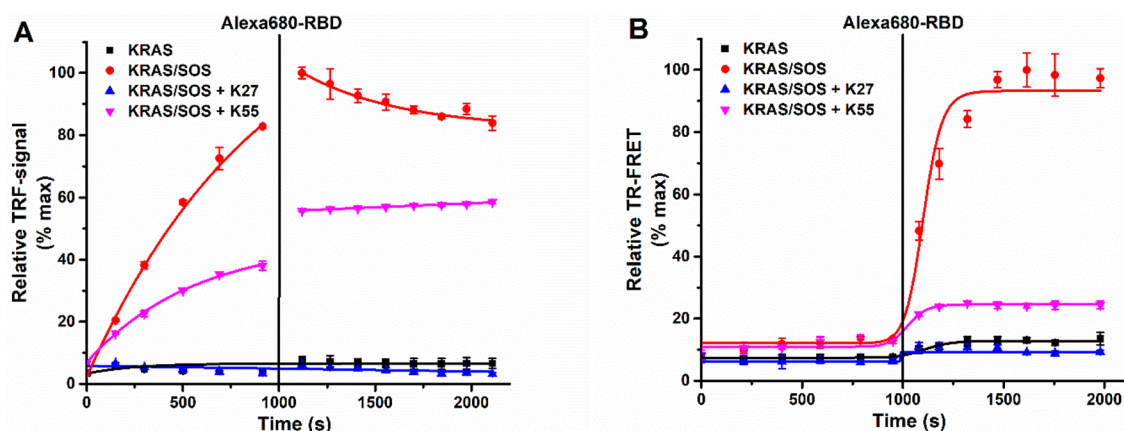 A
Alexa680-RBD
KRAS
KRAS/SOS
KRAS/SOS + K27
KRAS/SOS + K55
Relative TRF-signal
(% max)
100
80
60
40
20
0
0 500 1000 1500 2000
Time (s)
B
Alexa680-RBD
KRAS
KRAS/SOS
KRAS/SOS + K27
KRAS/SOS + K55
Relative TR-FRET
(% max)
100
80
60
40
20
0
0 500 1000 1500 2000
Time (s)